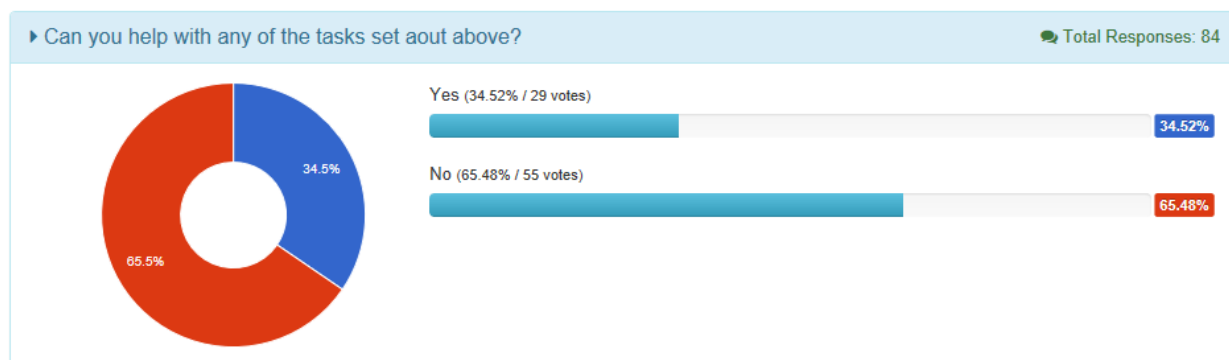 Can you help with any of the tasks set aout above?
Total Responses: 84
Yes (34.52% / 29 votes)
34.52%
No (65.48% / 55 votes)
65.48%
34.5%
65.5%